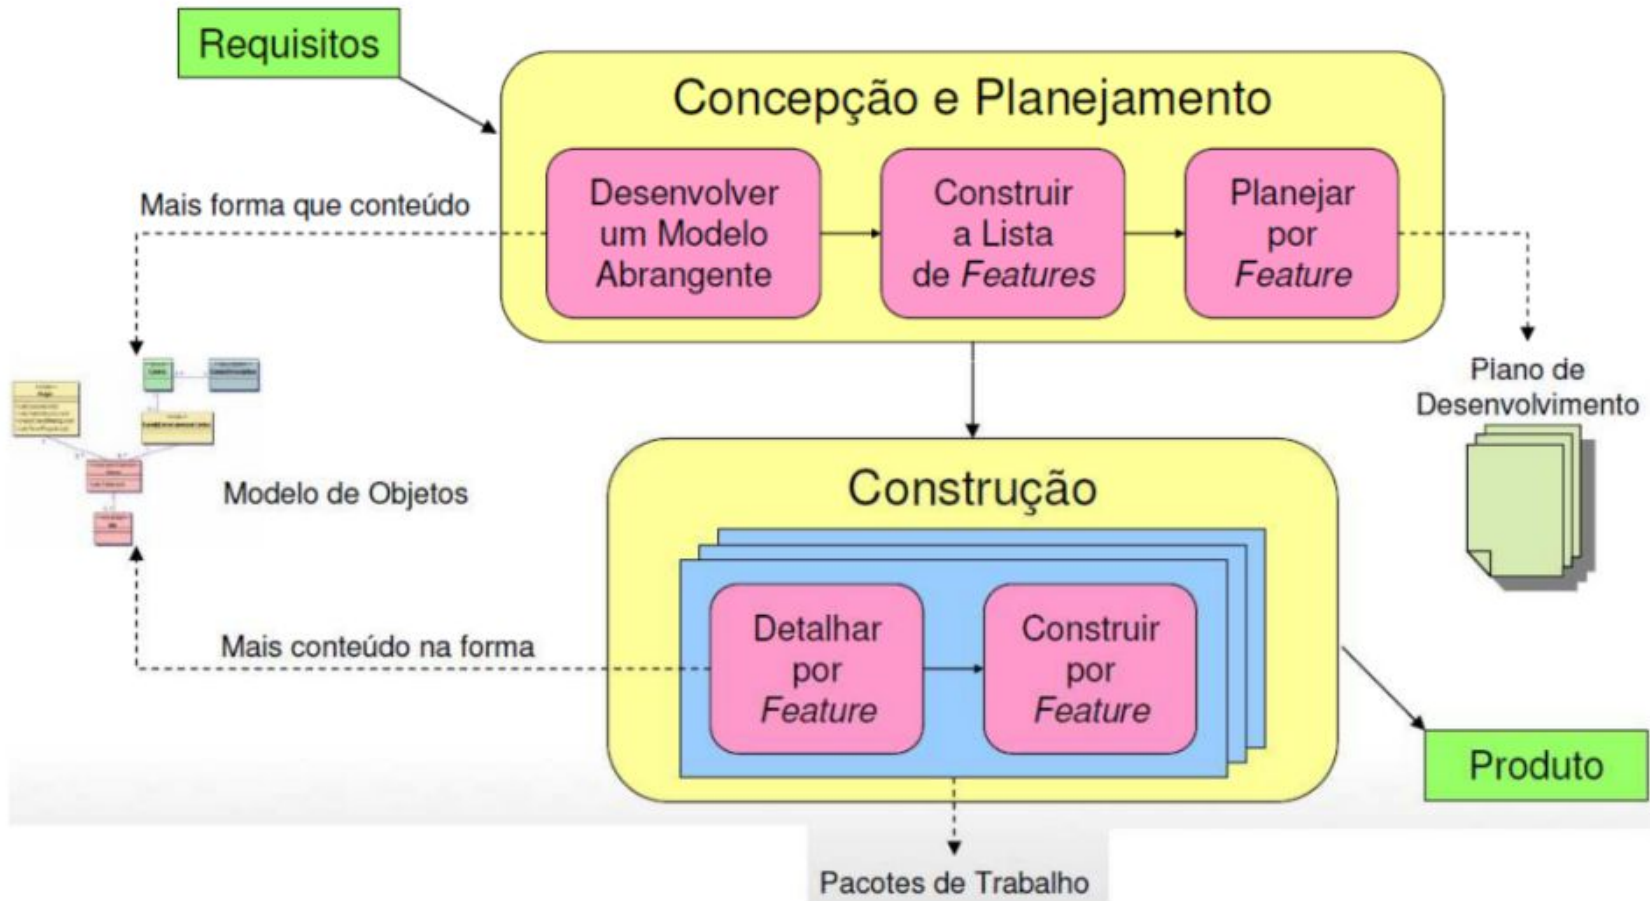 Requisitos
Concepção e Planejamento
Desenvolver
um Modelo
Abrangente
Construir
a Lista
de Features
Planejar
por
Feature
Mais forma que conteúdo
Plano de
Desenvolvimento
Modelo de Objetos
Construção
Detalhar
por
Feature
Construir
por
Feature
Mais conteúdo na forma
Produto
Pacotes de Trabalho